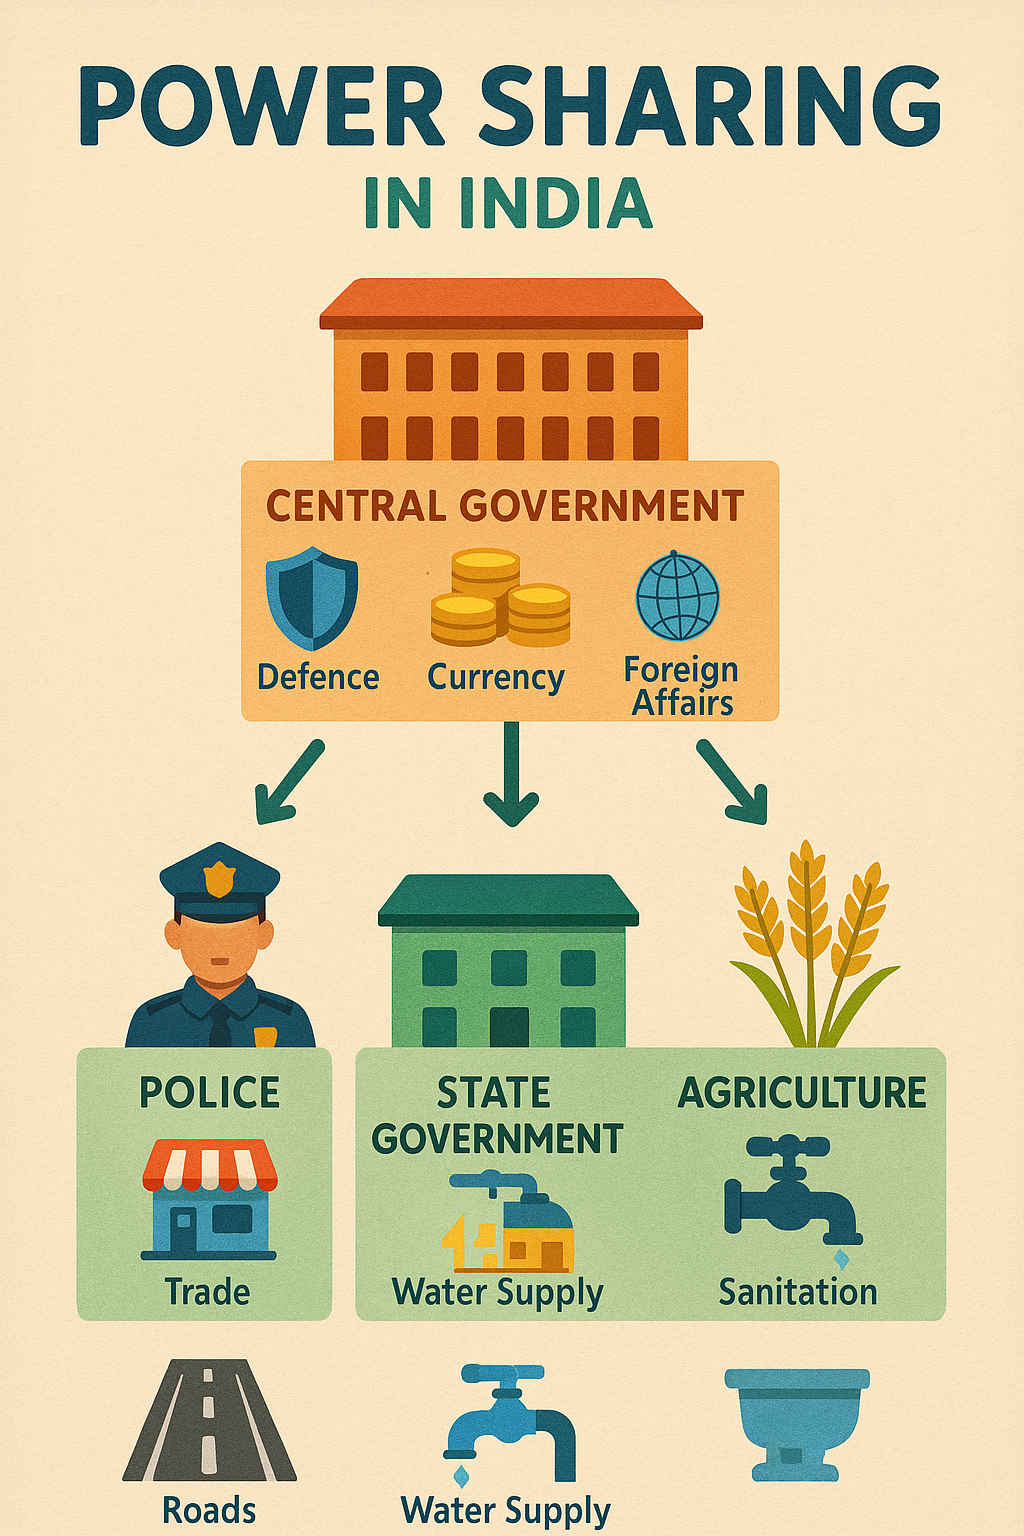 POWER SHARING
IN INDIA
CENTRAL GOVERNMENT
Defence
Currency
Foreign
Affairs
POLICE
STATE
GOVERNMENT
AGRICULTURE
Trade
Water Supply
Sanitation
Roads
Water Supply